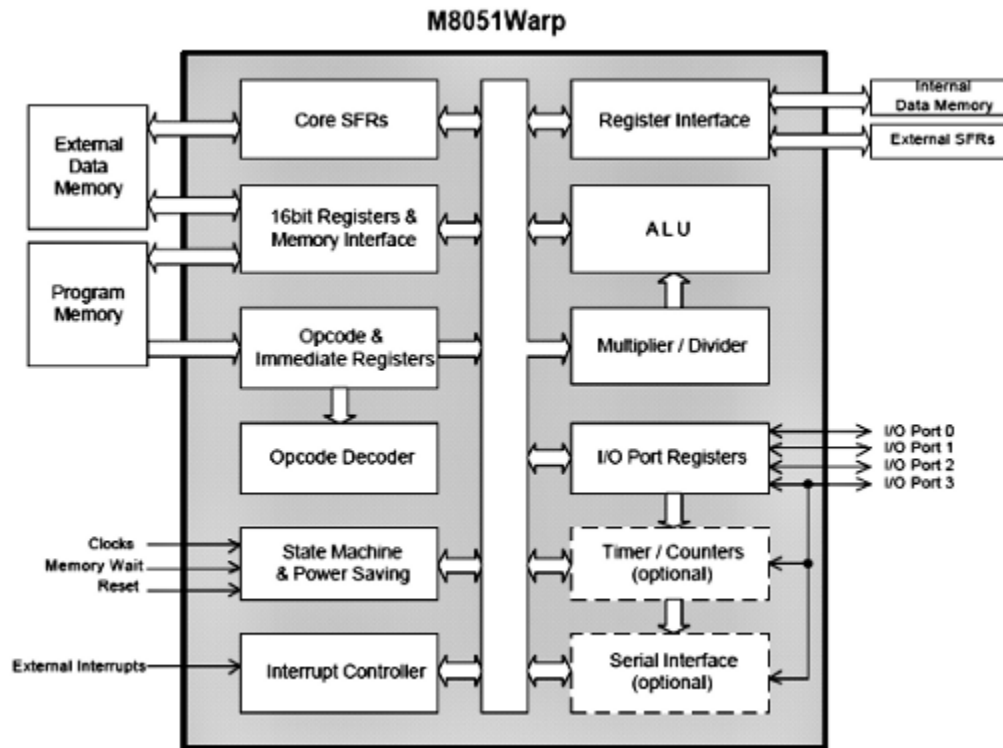 M8051Warp
External
Data
Memory
Program
Memory
Core SFRs
16bit Registers &
Memory Interface
Opcode &
Immediate Registers
Opcode Decoder
State Machine
& Power Saving
Interrupt Controller
Clocks
Memory Wait
Reset
External Interrupts
Register Interface
A L U
Multiplier / Divider
I/O Port Registers
Timer / Counters
(optional)
Serial Interface
(optional)
Internal
Data Memory
External SFRs
I/O Port 0
I/O Port 1
I/O Port 2
I/O Port 3